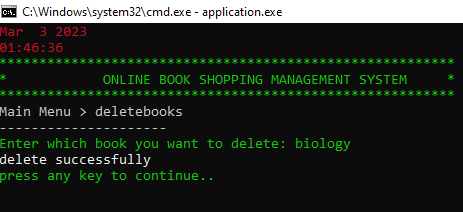 C:\Windows\system32\cmd.exe - application.exe
Mar  3 2023
01:46:36
*********************************************************
*            ONLINE BOOK SHOPPING MANAGEMENT SYSTEM     *
*********************************************************
Main Menu > deletebooks
---------------------
Enter which book you want to delete: biology
delete successfully
press any key to continue..